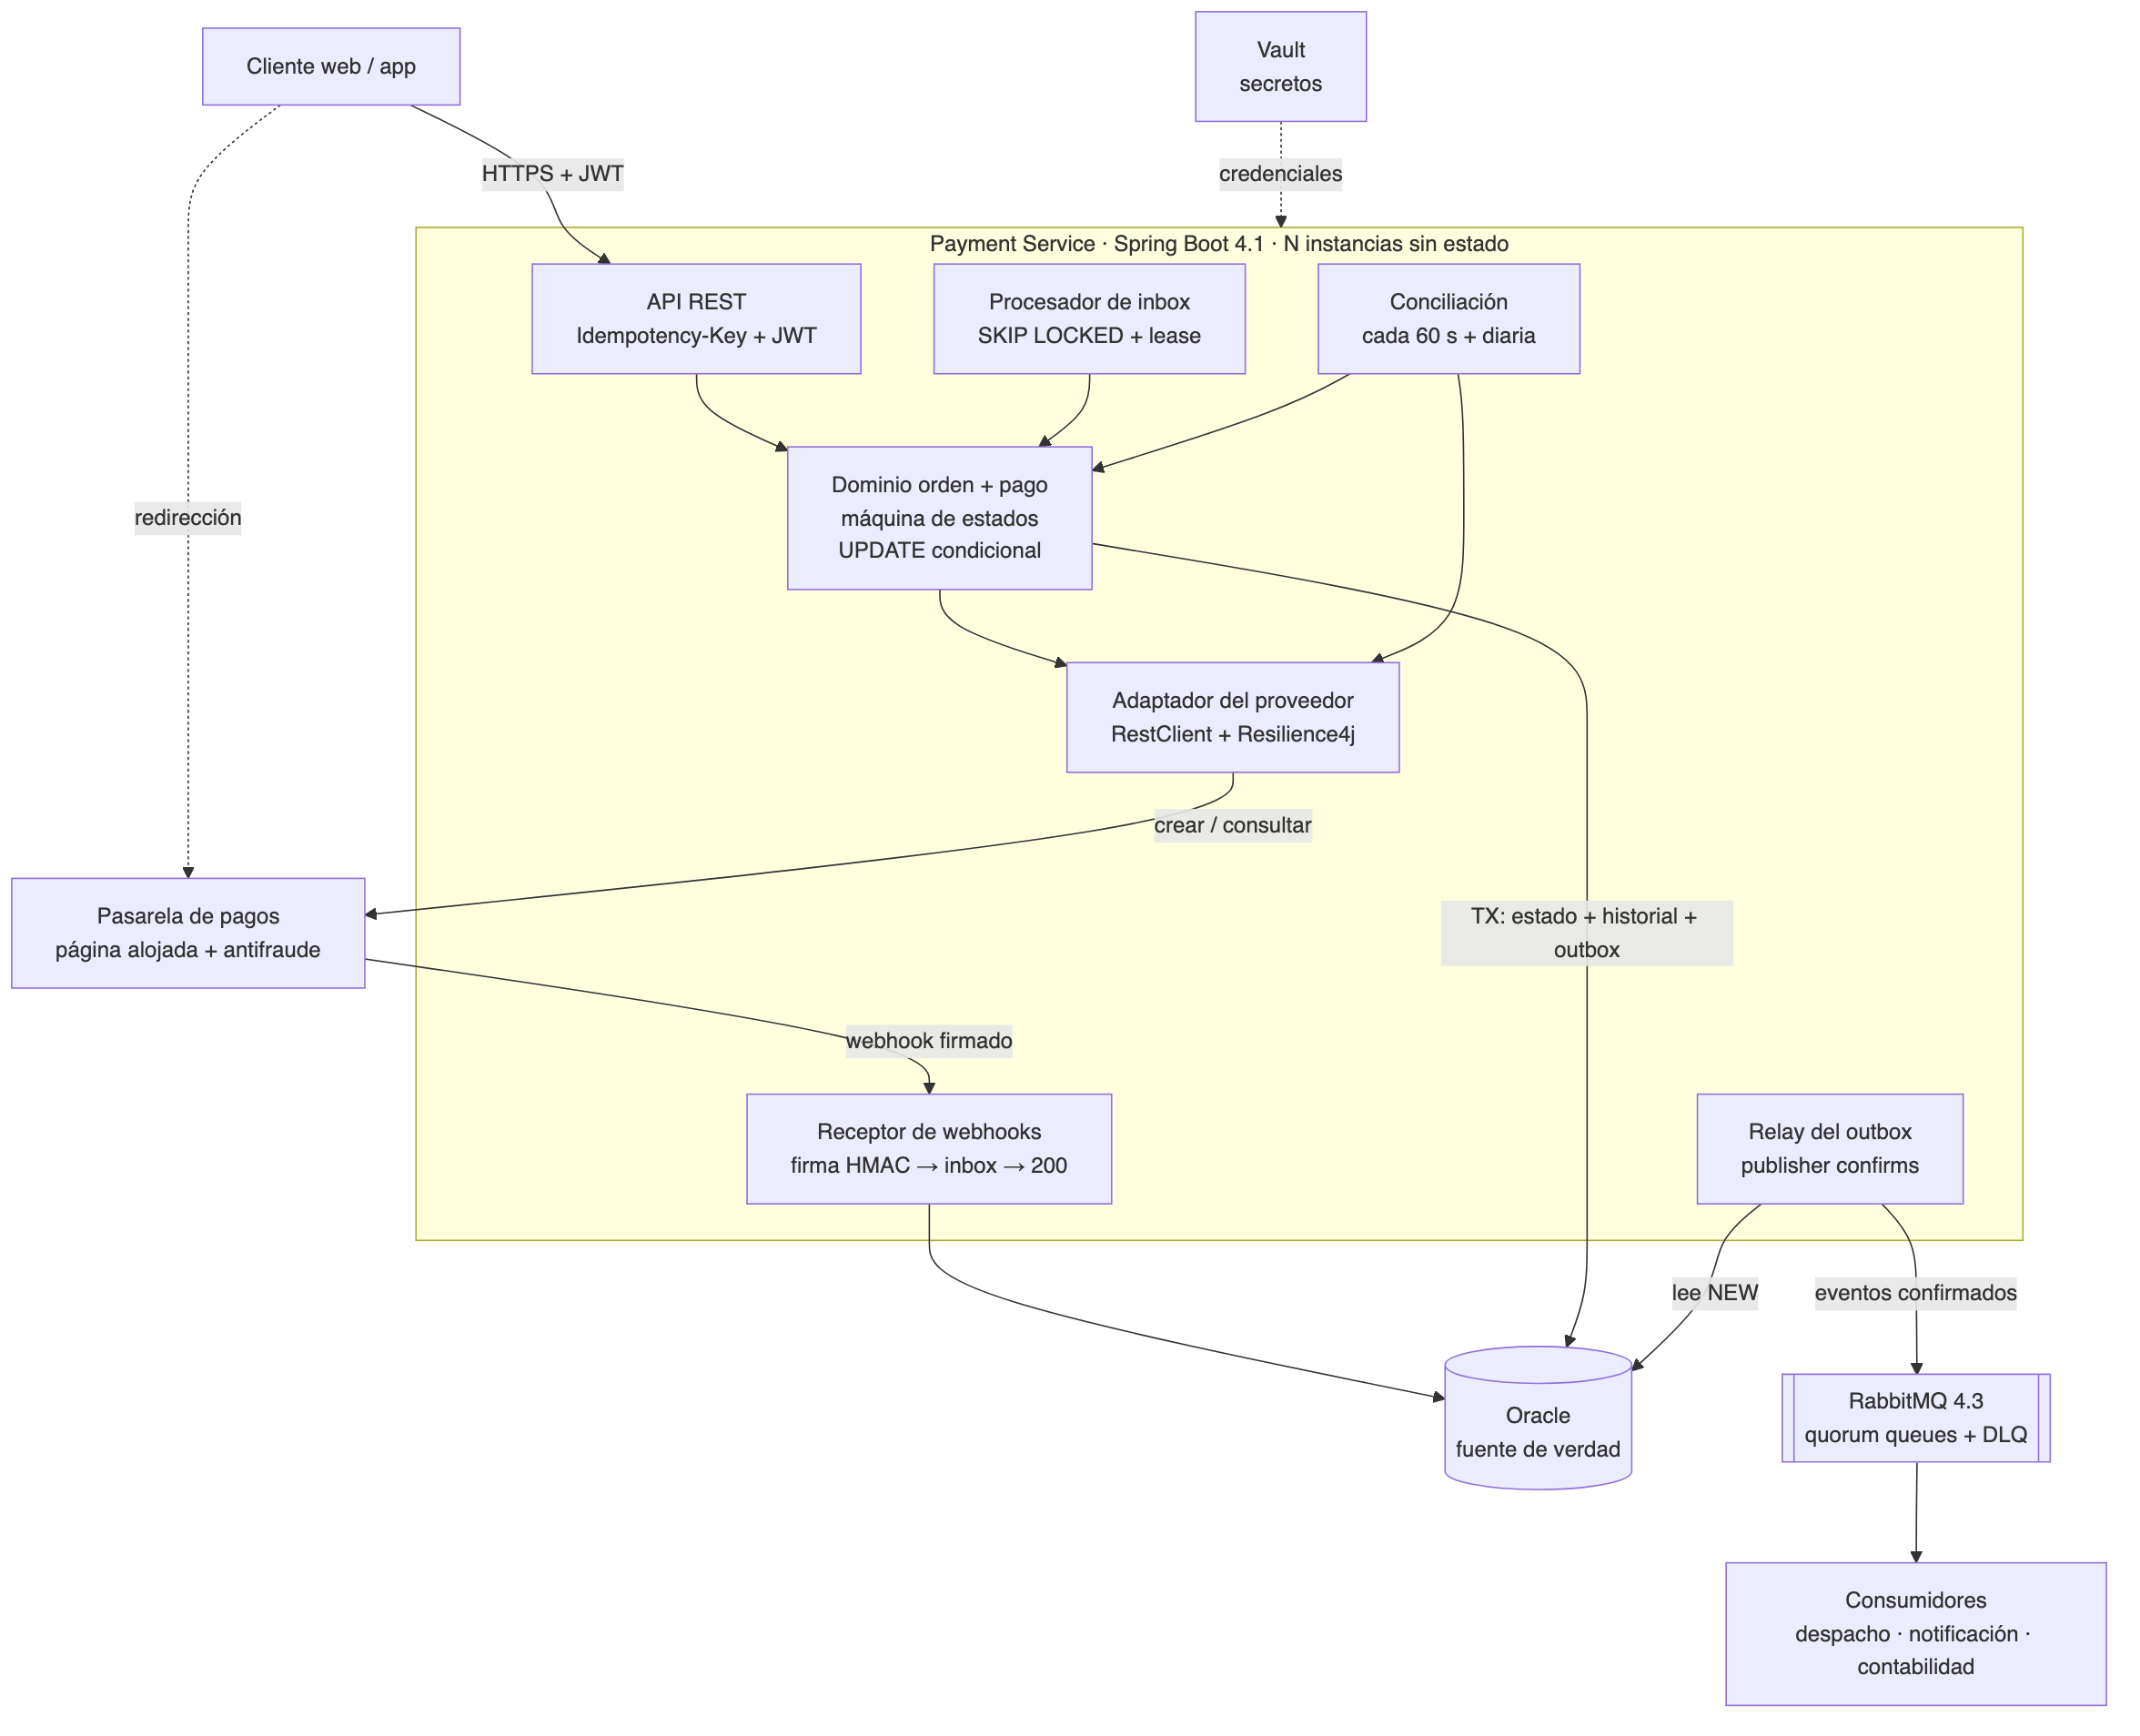 Cliente web / app
Vault
secretos
HTTPS + JWT
credenciales
Payment Service · Spring Boot 4.1 · N instancias sin estado
API REST
Idempotency-Key + JWT
Procesador de inbox
SKIP LOCKED + lease
Conciliación
cada 60 s + diaria
Dominio orden + pago
máquina de estados
UPDATE condicional
redirección
Adaptador del proveedor
RestClient + Resilience4j
crear / consultar
Pasarela de pagos
página alojada + antifraude
TX: estado + historial +
outbox
webhook firmado
Receptor de webhooks
firma HMAC → inbox → 200
Relay del outbox
publisher confirms
lee NEW
eventos confirmados
Oracle
fuente de verdad
RabbitMQ 4.3
quorum queues + DLQ
Consumidores
despacho · notificación ·
contabilidad